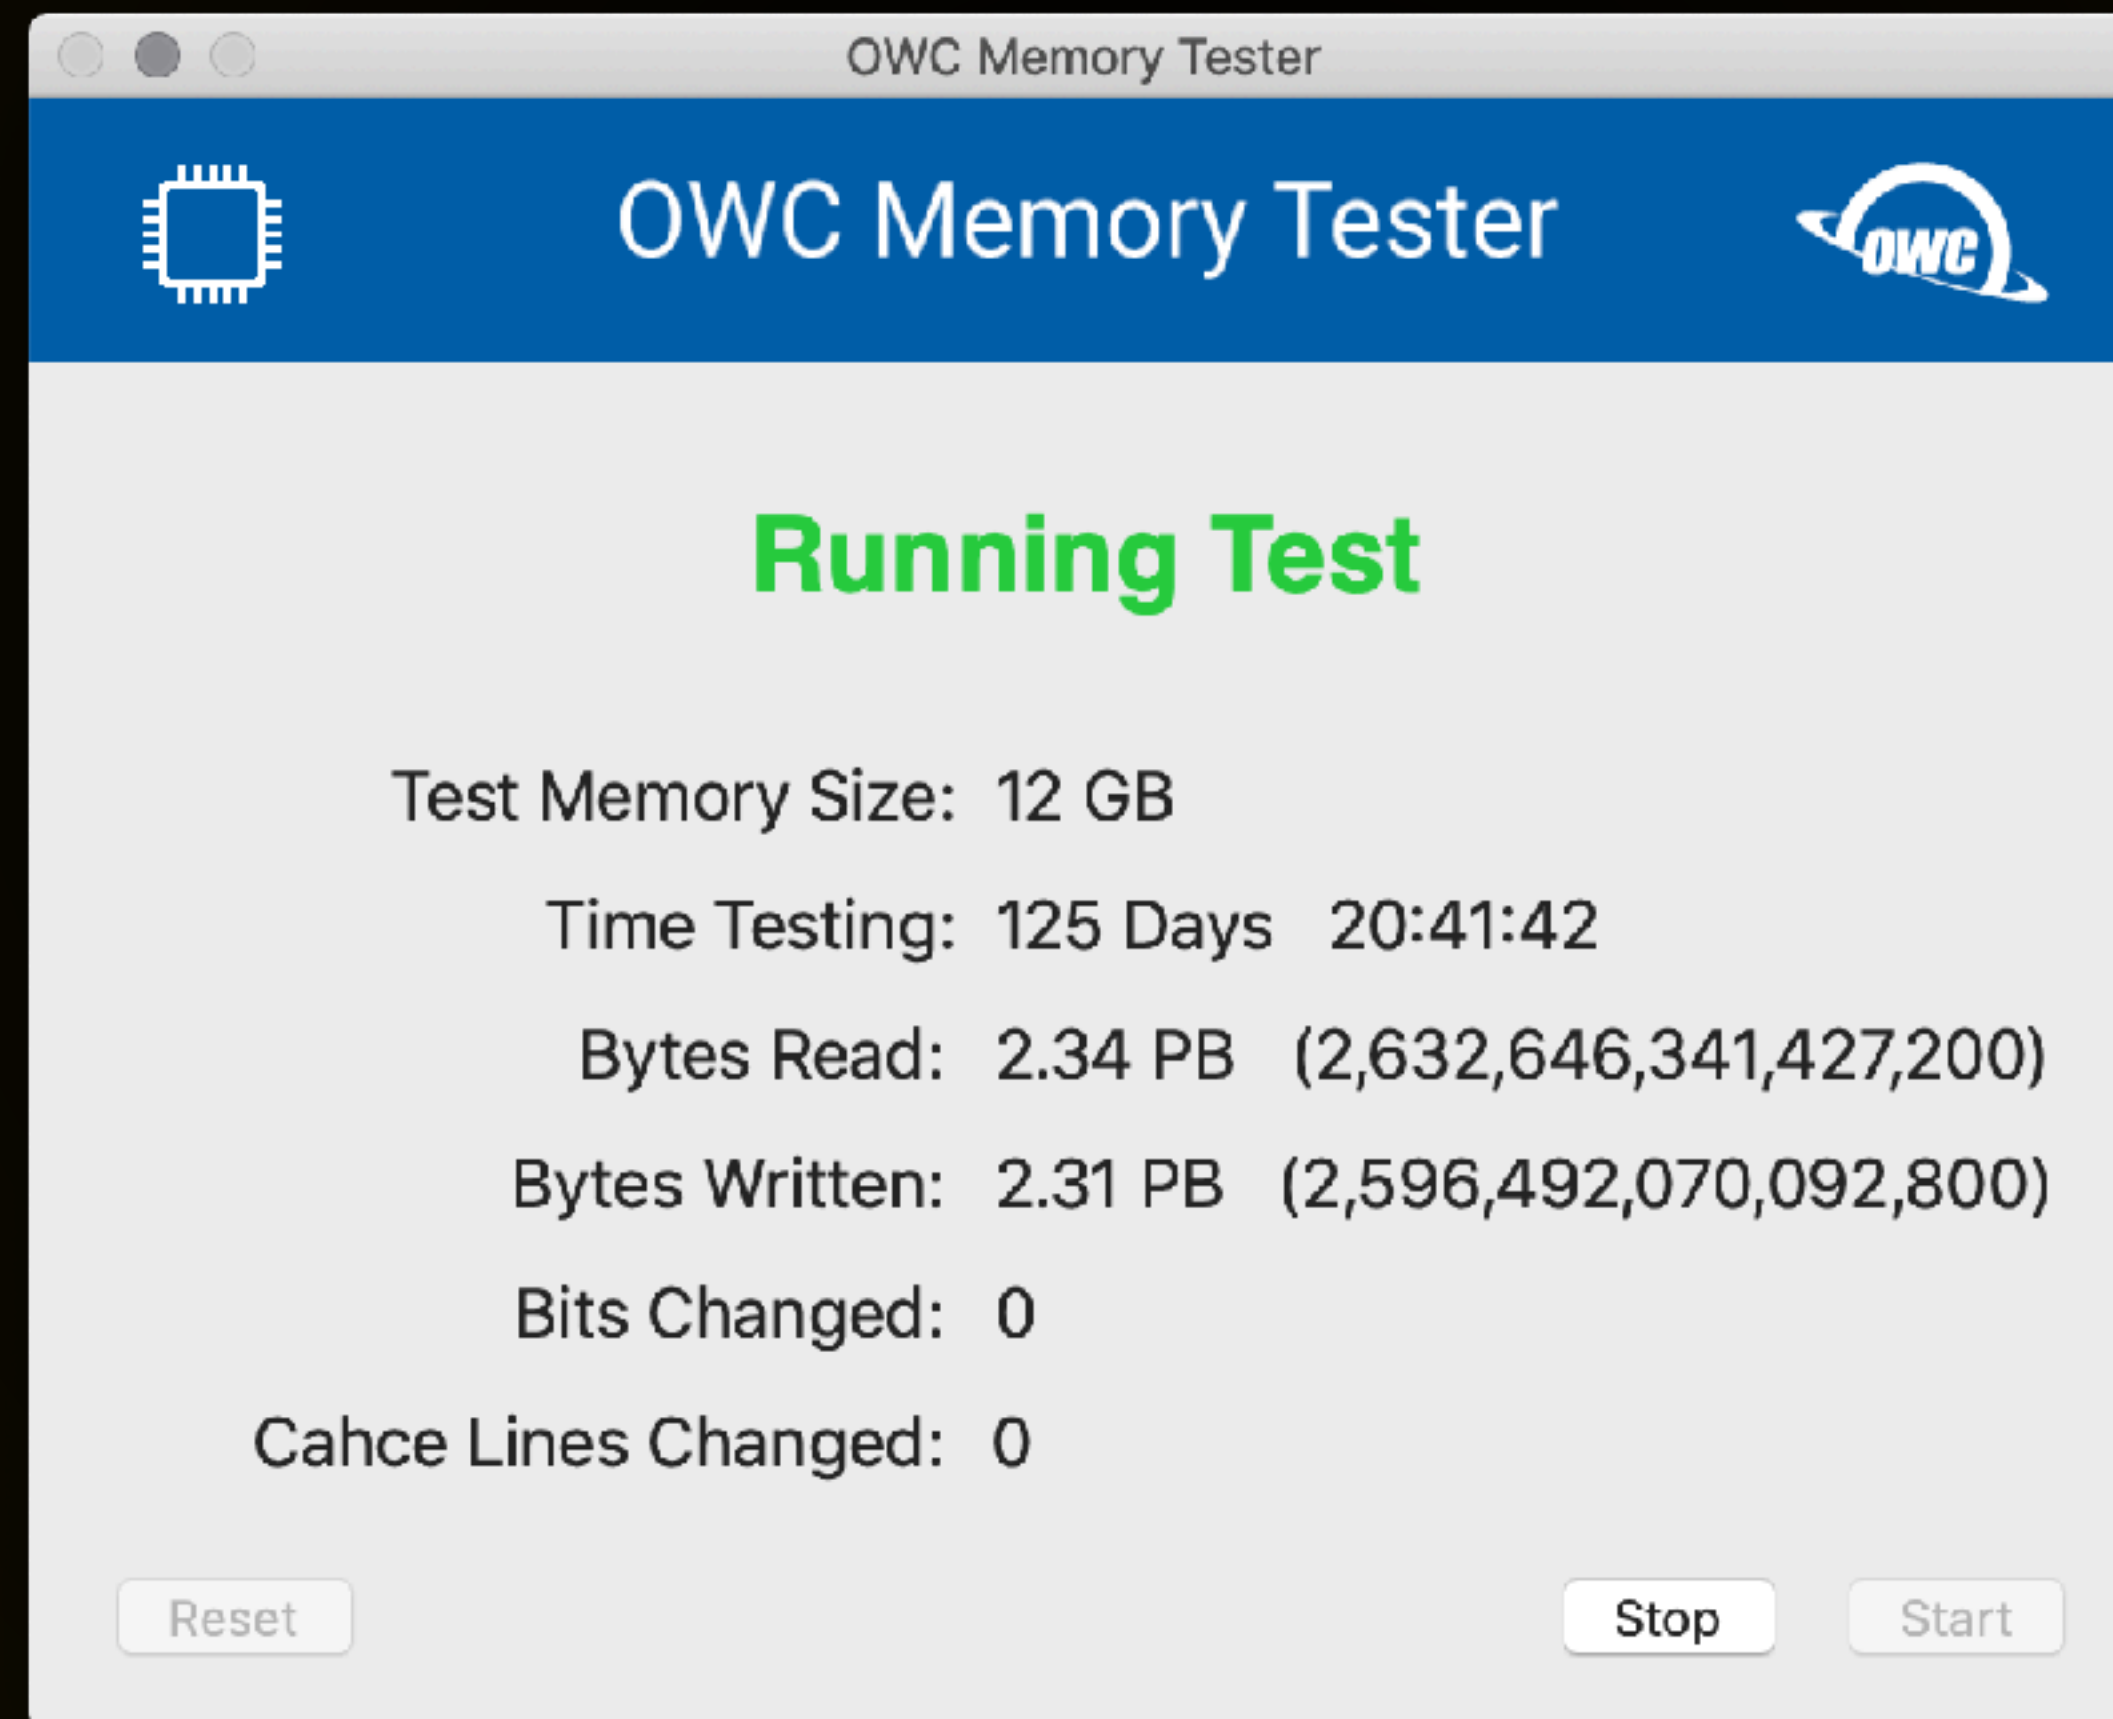 OWC Memory Tester
OWC Memory Tester
OWC
Running Test
Test Memory Size: 12 GB
Time Testing: 125 Days 20:41:42
Bytes Read: 2.34 PB (2,632,646,341,427,200)
Bytes Written: 2.31 PB (2,596,492,070,092,800)
Bits Changed: 0
Cahce Lines Changed: 0
Reset Stop Start